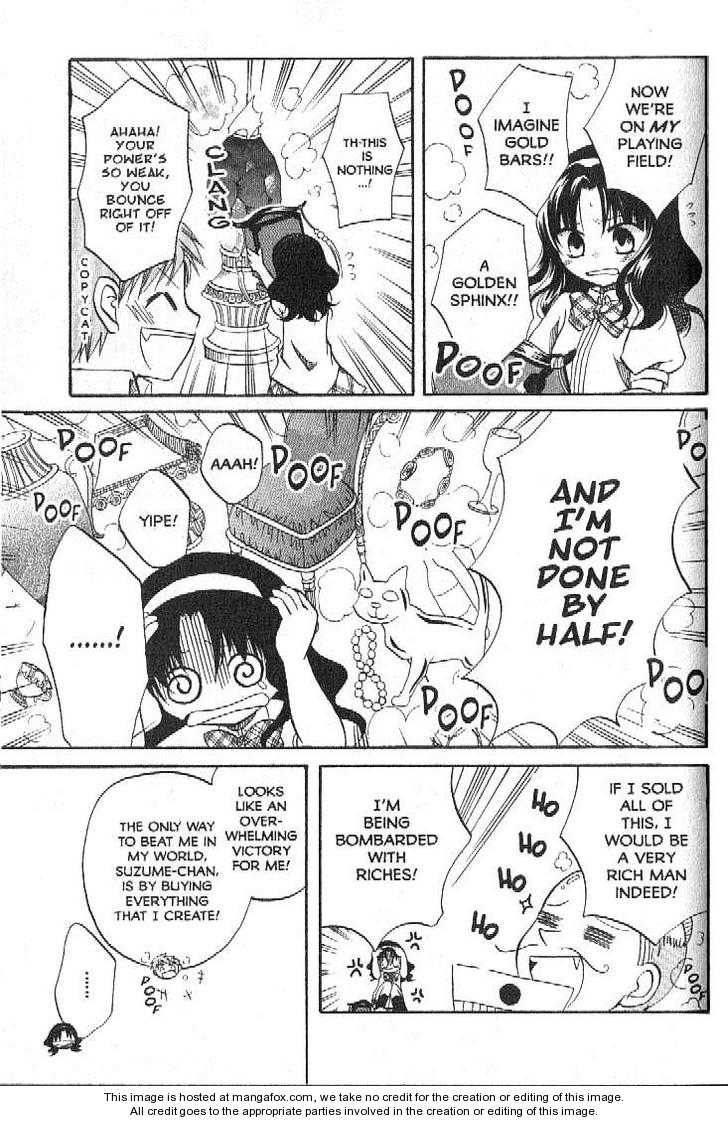 NOW
WE'RE
ON MY
PLAYING
FIELD!
I
IMAGINE
GOLD
BARS!!
POOF
A
GOLDEN
SPHINX!!
POOF
TH-THIS
IS
NOTHING
...!
CLANG
AHAHA!
YOUR
POWER'S
SO WEAK,
YOU
BOUNCE
RIGHT OFF
OF IT!
COPYCAT
POO
AND
I'M
NOT
DONE
BY
HALF!
POO
POOF
POOF
POOF
AAAH!
YIPE!
POOF
POOF
......!
IF I SOLD
ALL OF
THIS, I
WOULD BE
A VERY
RICH MAN
INDEED!
HO
HO
HO
HO
POOF
I'M
BEING
BOMBARDED
WITH
RICHES!
LOOKS
LIKE AN
OVER-
WHELMING
VICTORY
FOR ME!
THE ONLY WAY
TO BEAT ME IN
MY WORLD,
SUZUME-CHAN,
IS BY BUYING
EVERYTHING
THAT I CREATE!
POOF
......
This image is hosted at mangafox.com, we take no credit for the creation or editing of this image.
All credit goes to the appropriate parties involved in the creation or editing of this image.